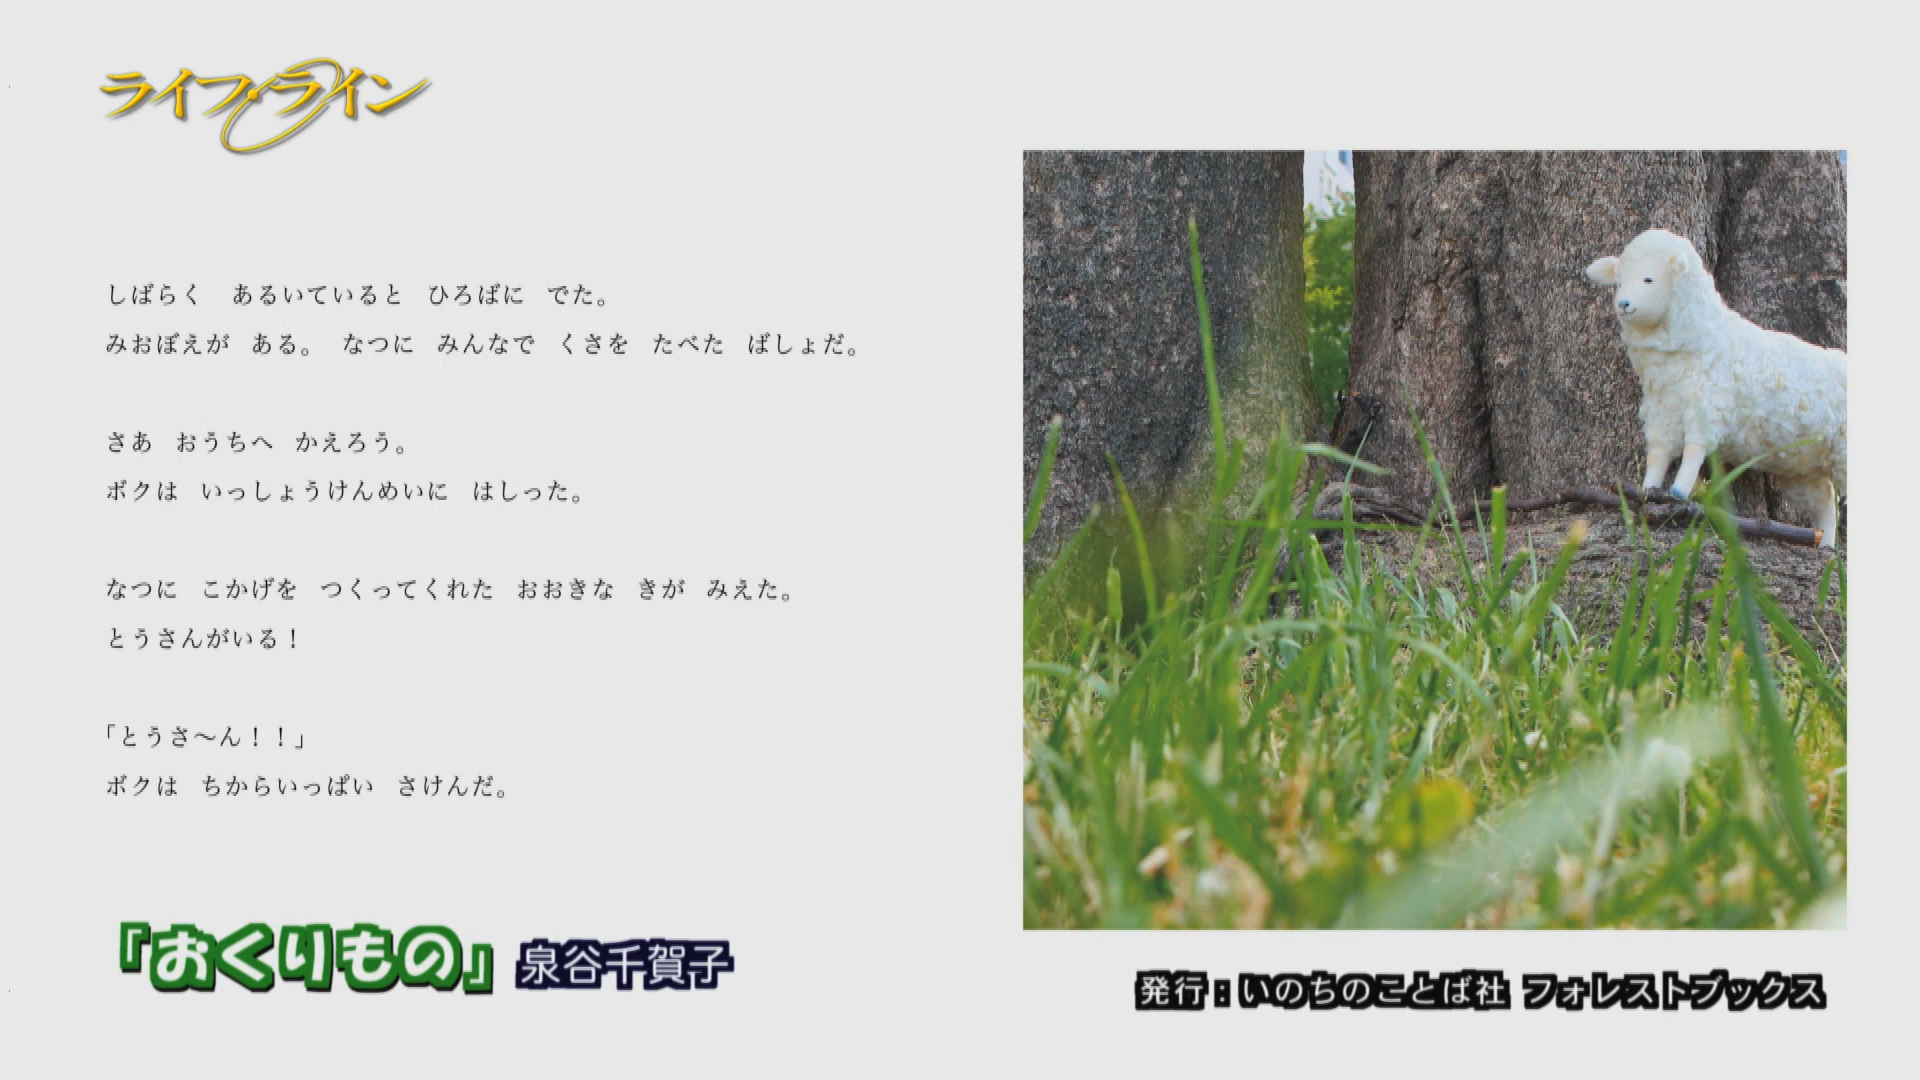 ライフ・ライン
しばらく　あるいていると　ひろばに　でた。
みおぼえが　ある。　なつに　みんなで　くさを　たべた　ばしょだ。
さあ　おうちへ　かえろう。
ボクは　いっしょうけんめいに　はしった。
なつに　こかげを　つくってくれた　おおきな　きが　みえた。
とうさんがいる！
「とうさ〜ん！！」
ボクは　ちからいっぱい　さけんだ。
『おくりもの』 泉谷千賀子
発行：いのちのことば社 フォレストブックス